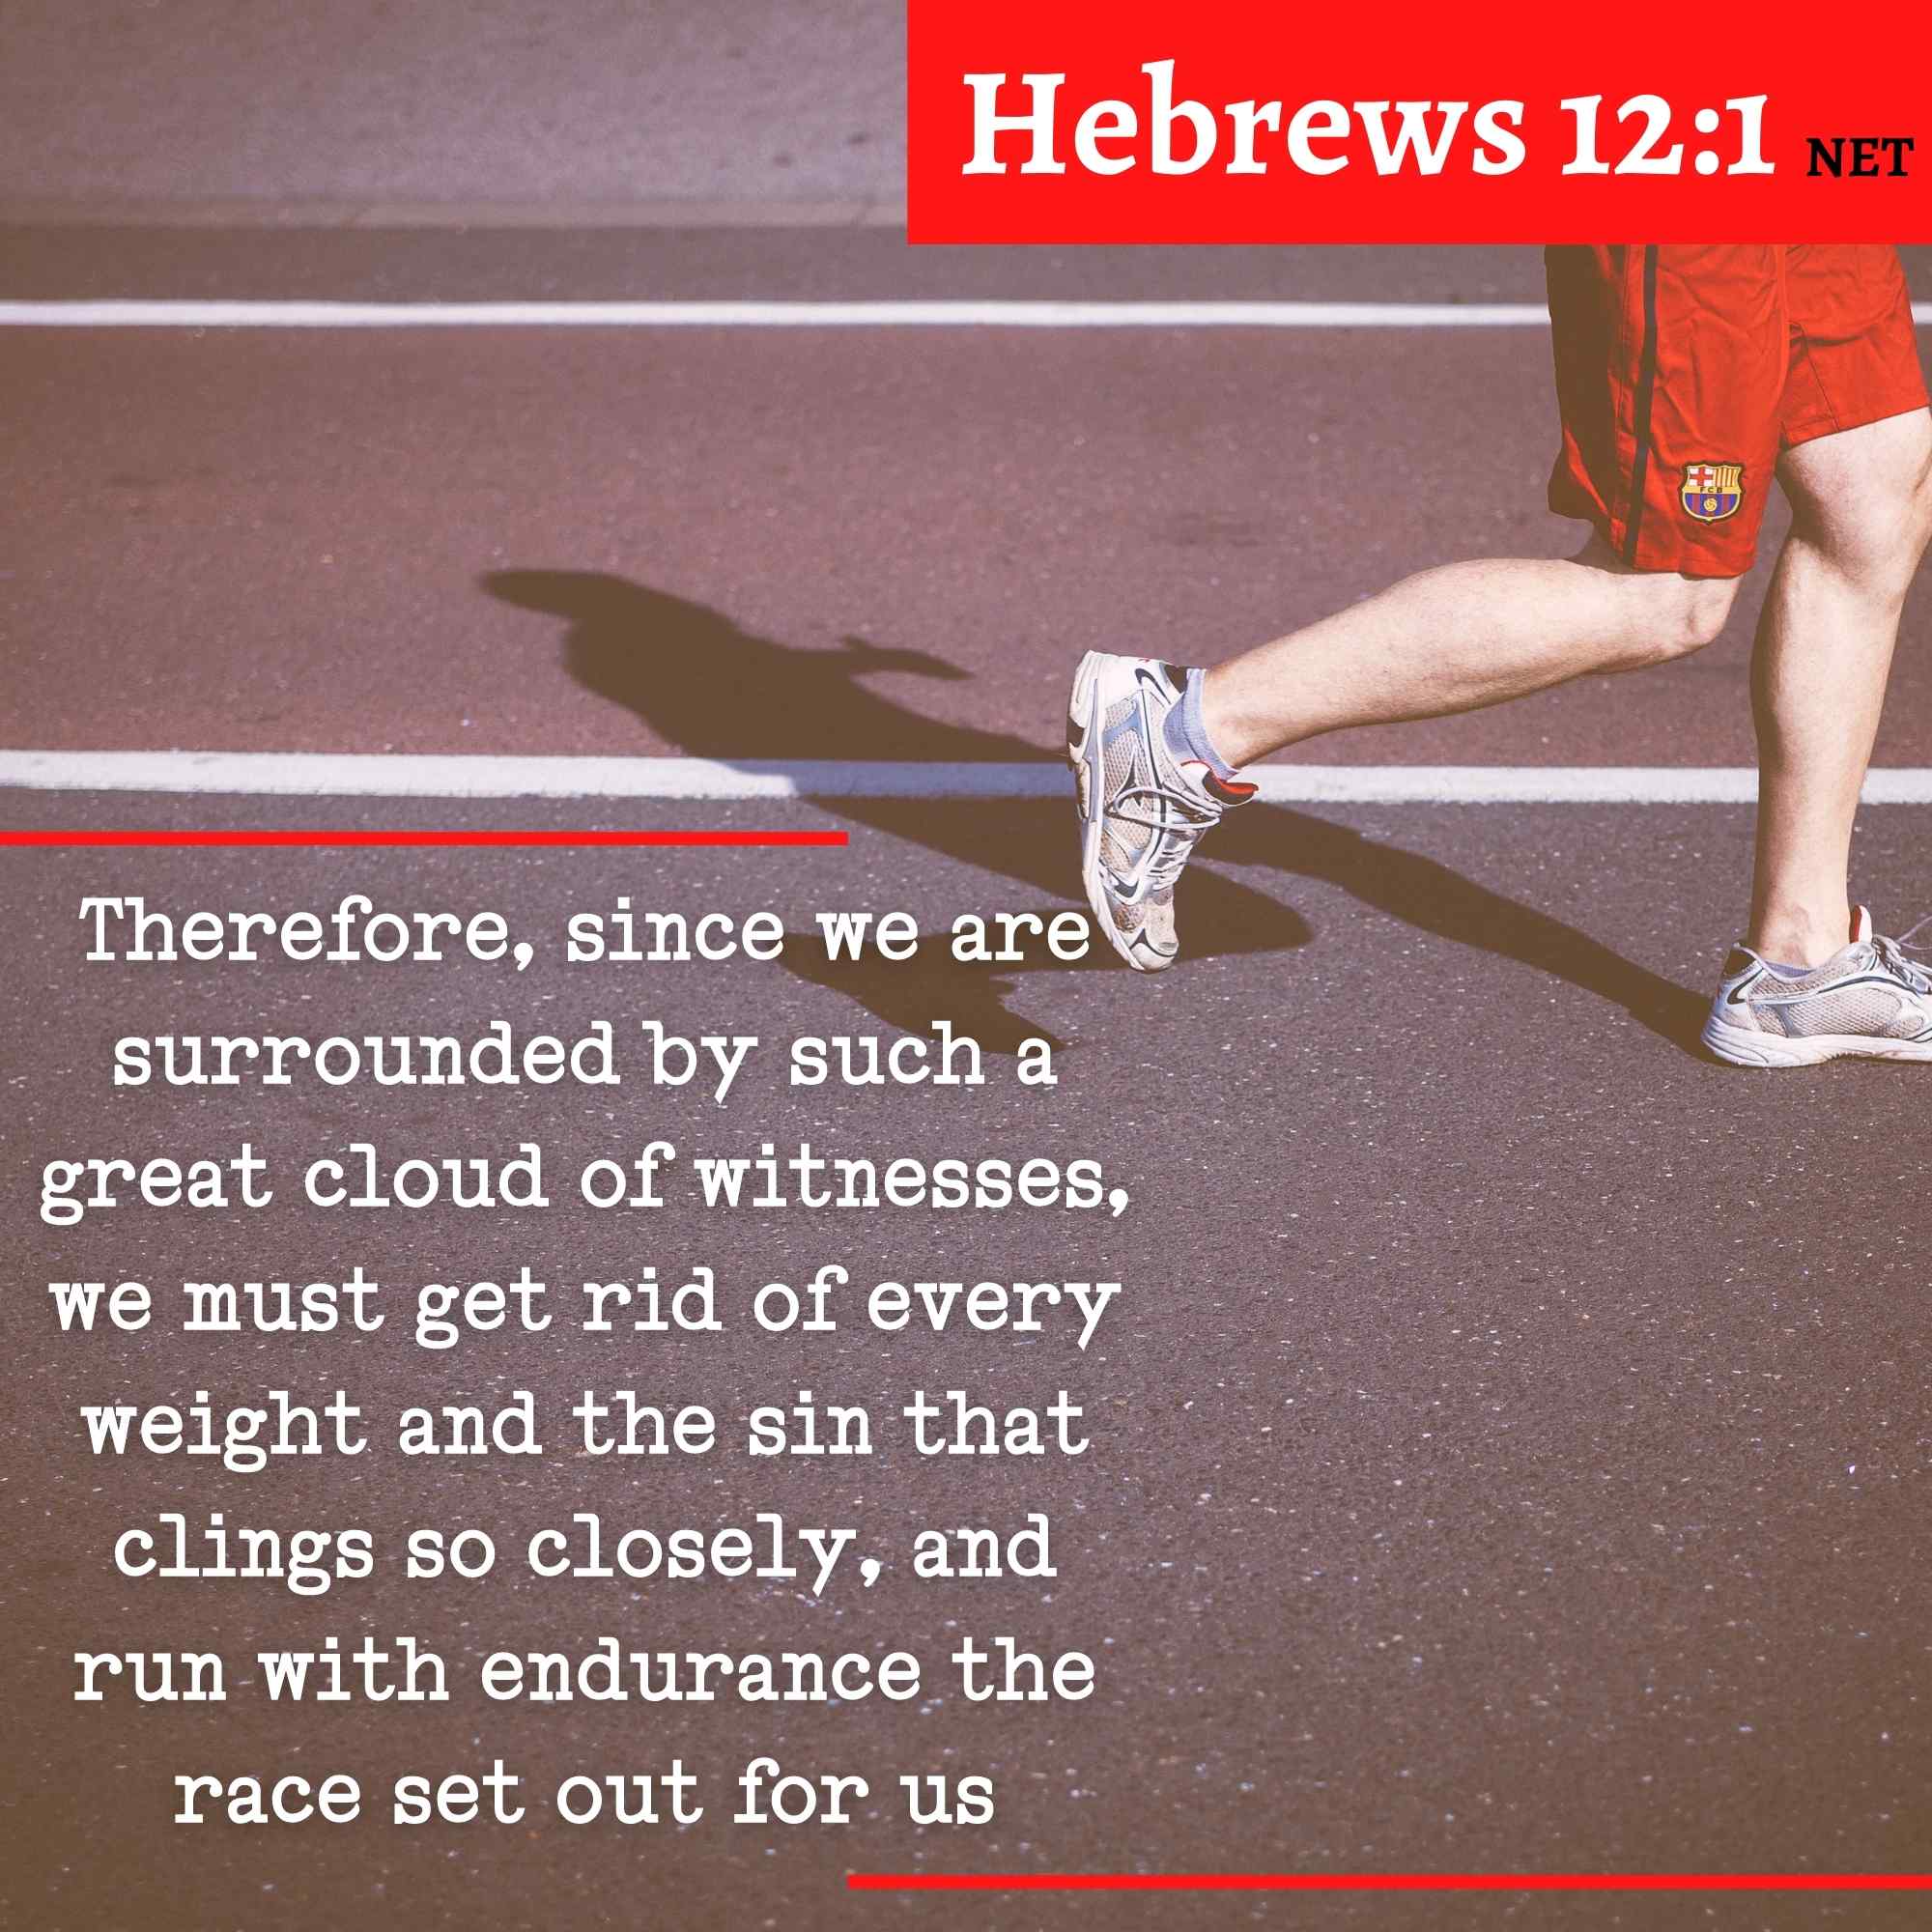 Hebrews 12:1 NET
FCB
Therefore, since we are
surrounded by such a
great cloud of witnesses,
we must get rid of every
weight and the sin that
clings so closely, and
run with endurance the
race set out for us